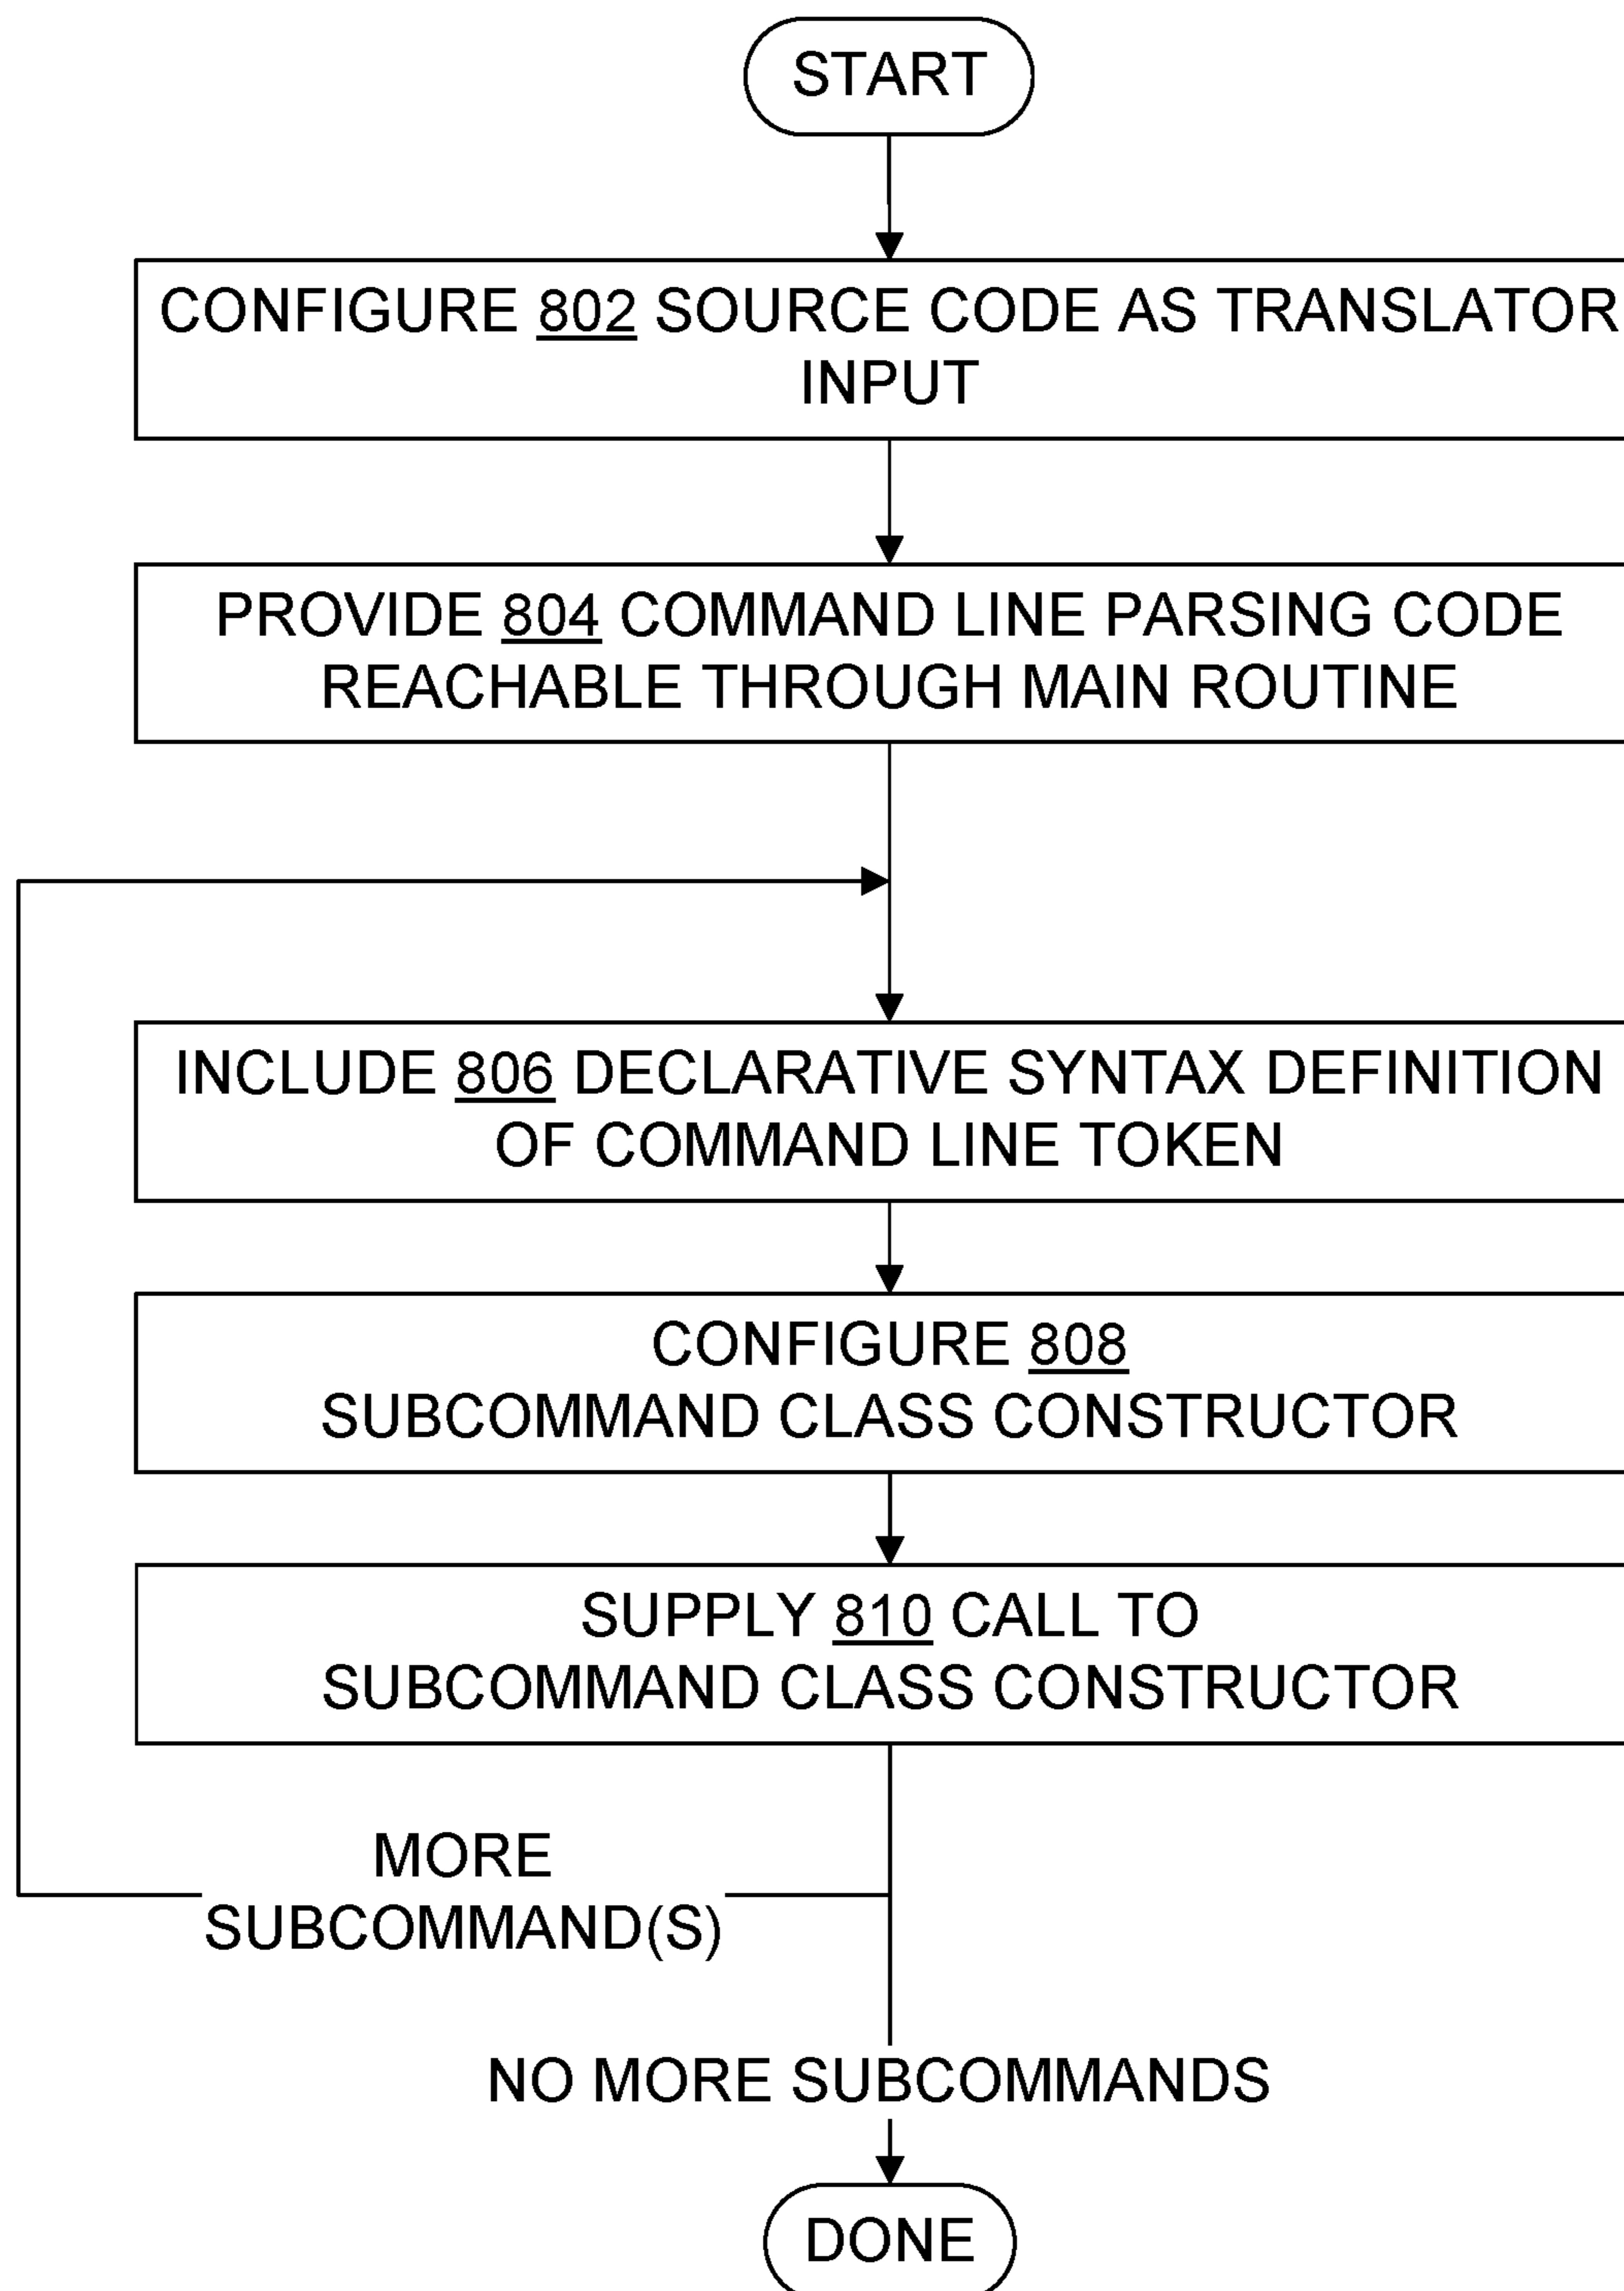 START
CONFIGURE 802 SOURCE CODE AS TRANSLATOR
INPUT
PROVIDE 804 COMMAND LINE PARSING CODE
REACHABLE THROUGH MAIN ROUTINE
INCLUDE 806 DECLARATIVE SYNTAX DEFINITION
OF COMMAND LINE TOKEN
CONFIGURE 808
SUBCOMMAND CLASS CONSTRUCTOR
SUPPLY 810 CALL TO
SUBCOMMAND CLASS CONSTRUCTOR
MORE
SUBCOMMAND(S)
NO MORE SUBCOMMANDS
DONE